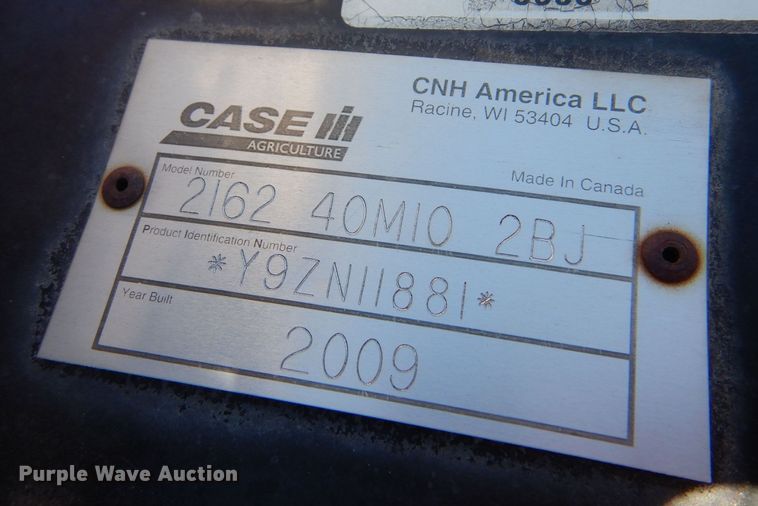 CNH America LLC
Racine, WI 53404 U.S.A.
CASE IH
AGRICULTURE
Made In Canada
Model Number
2162 40M10 2BJ
Product Identification Number
*Y9ZN11881*
Year Built
2009
Purple Wave Auction